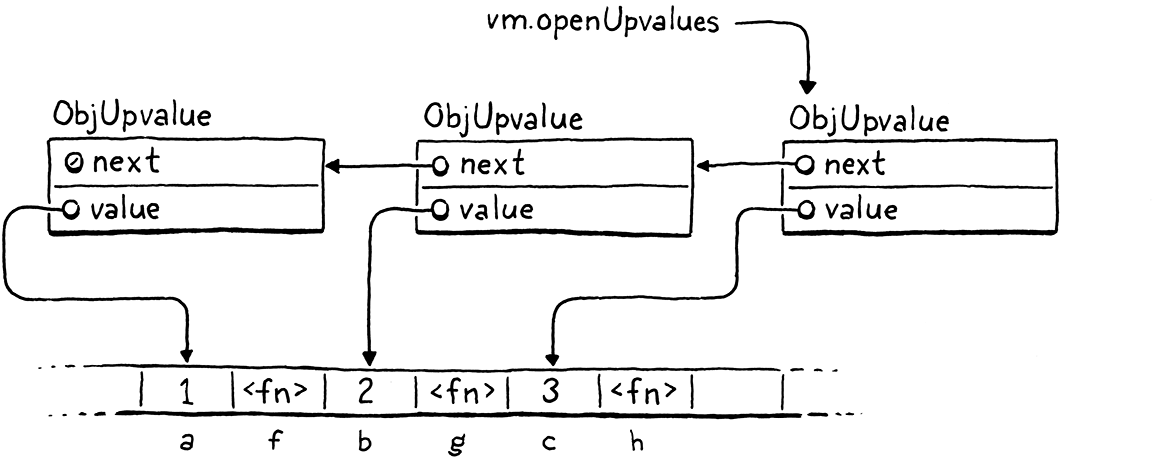 vm.openUpvalues
ObjUpvalue ObjUpvalue ObjUpvalue
next next next
value value value
1 <fn> 2 <fn> 3 <fn>
a f b g c h